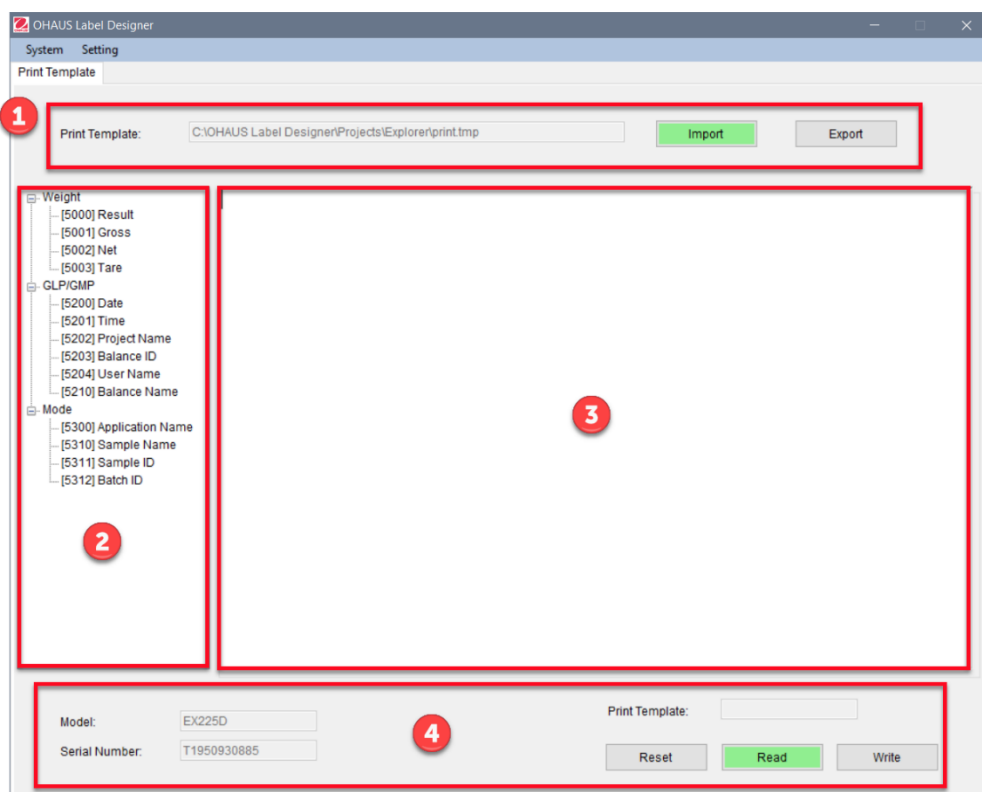 OHAUS Label Designer
System Setting
Print Template
1
Print Template: C:\OHAUS Label Designer\Projects\Explorer\print.tmp Import Export
Weight
[5000] Result
[5001] Gross
[5002] Net
[5003] Tare
GLP/GMP
[5200] Date
[5201] Time
[5202] Project Name
[5203] Balance ID
[5204] User Name
[5210] Balance Name
Mode
[5300] Application Name
[5310] Sample Name
[5311] Sample ID
[5312] Batch ID
2
3
Model: EX225D
Serial Number: T1950930885
4
Print Template:
Reset Read Write